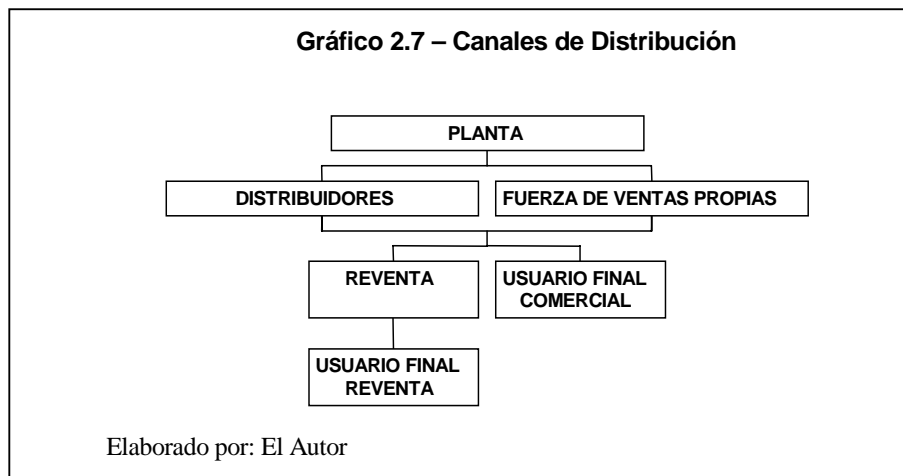 Gráfico 2.7 – Canales de Distribución
PLANTA
DISTRIBUIDORES
FUERZA DE VENTAS PROPIAS
REVENTA
USUARIO FINAL
COMERCIAL
USUARIO FINAL
REVENTA
Elaborado por: El Autor